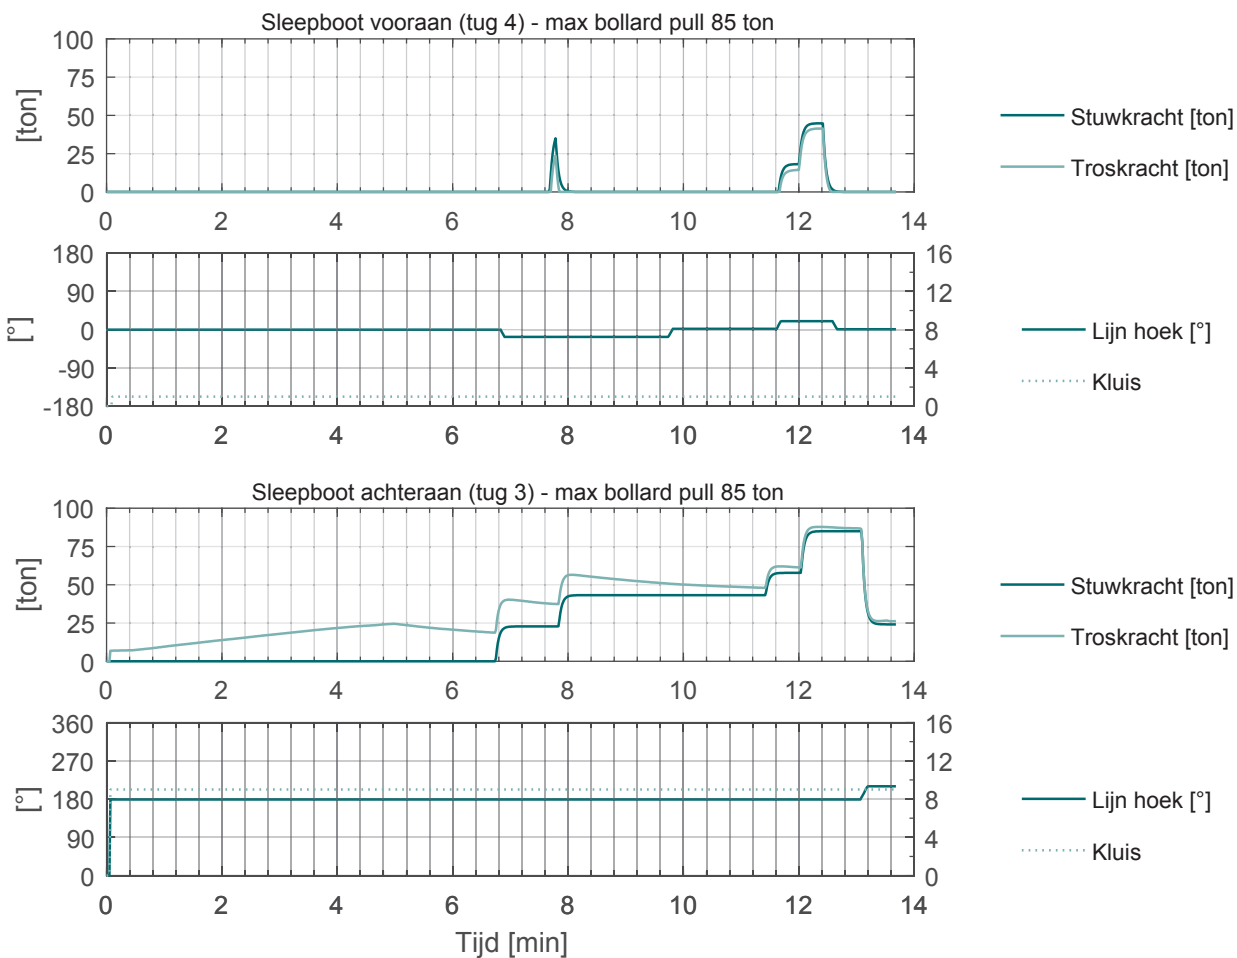 Sleepboot vooraan (tug 4) - max bollard pull 85 ton
100
75
50
25
0
[ton]
0 2 4 6 8 10 12 14
Stuwkracht [ton]
Troskracht [ton]
180
90
0
-90
-180
[°]
16
12
8
4
0
0 2 4 6 8 10 12 14
Lijn hoek [°]
Kluis
Sleepboot achteraan (tug 3) - max bollard pull 85 ton
100
75
50
25
0
[ton]
0 2 4 6 8 10 12 14
Stuwkracht [ton]
Troskracht [ton]
360
270
180
90
0
[°]
16
12
8
4
0
0 2 4 6 8 10 12 14
Lijn hoek [°]
Kluis
Tijd [min]